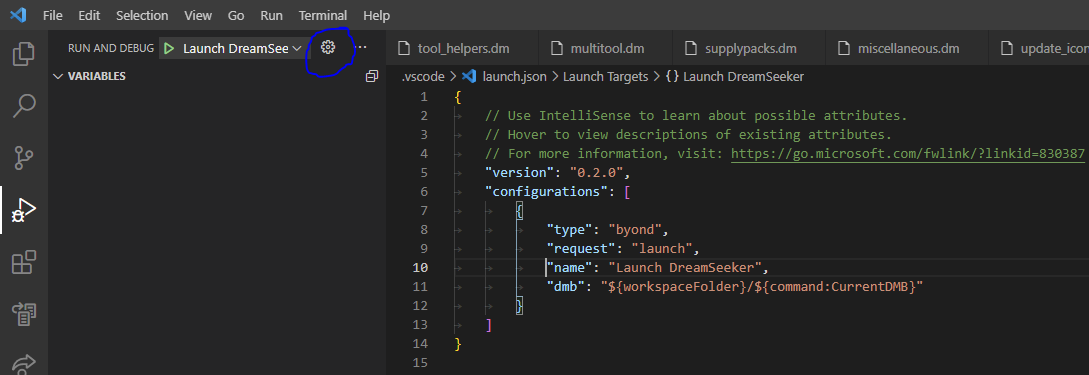 File Edit Selection View Go Run Terminal Help
RUN AND DEBUG Launch DreamSee
tool_helpers.dm multitool.dm supplypacks.dm miscellaneous.dm update_icon
VARIABLES
.vscode > launch.json > Launch Targets > {} Launch DreamSeeker
1 {
2 // Use IntelliSense to learn about possible attributes.
3 // Hover to view descriptions of existing attributes.
4 // For more information, visit: https://go.microsoft.com/fwlink/?linkid=830387
5 "version": "0.2.0",
6 "configurations": [
7 {
8 "type": "byond",
9 "request": "launch",
10 "name": "Launch DreamSeeker",
11 "dmb": "${workspaceFolder}/${command:CurrentDMB}"
12 }
13 ]
14 }
15